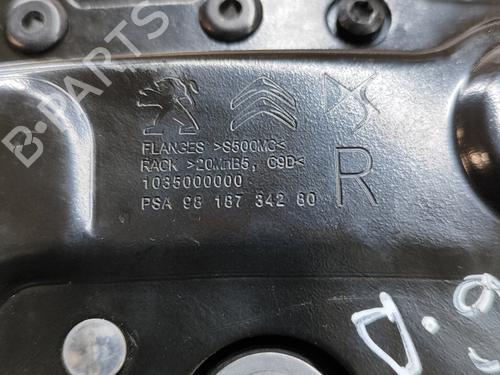 B-PARTS
FLANGES >S500MC<
RACK >20MnB5, C9D<
1035000000
PSA 98 187 342 80
R